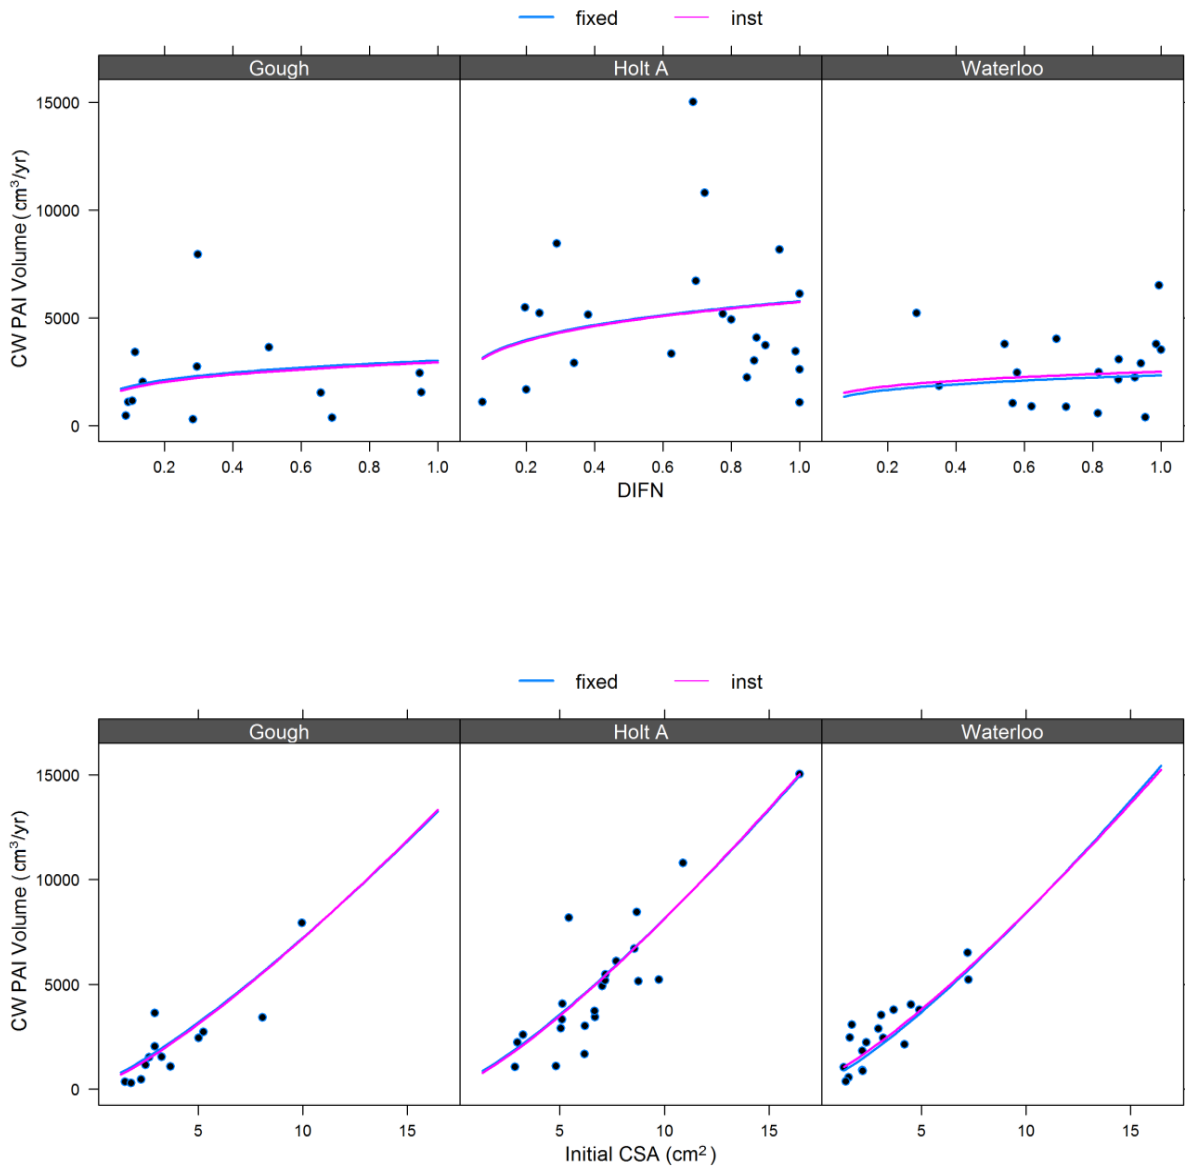 fixed inst
Gough Holt A Waterloo
15000
10000
5000
0
CW PAI Volume (cm³/yr)
0.2 0.4 0.6 0.8 1.0 0.2 0.4 0.6 0.8 1.0 0.2 0.4 0.6 0.8 1.0
DIFN
fixed inst
Gough Holt A Waterloo
15000
10000
5000
0
CW PAI Volume (cm³/yr)
5 10 15 5 10 15 5 10 15
Initial CSA (cm²)